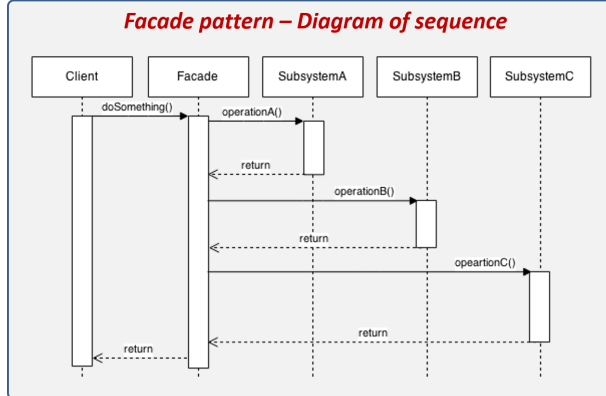 Facade pattern – Diagram of sequence
Client
Facade
SubsystemA
SubsystemB
SubsystemC
doSomething()
operationA()
return
operationB()
return
opeartionC()
return
return